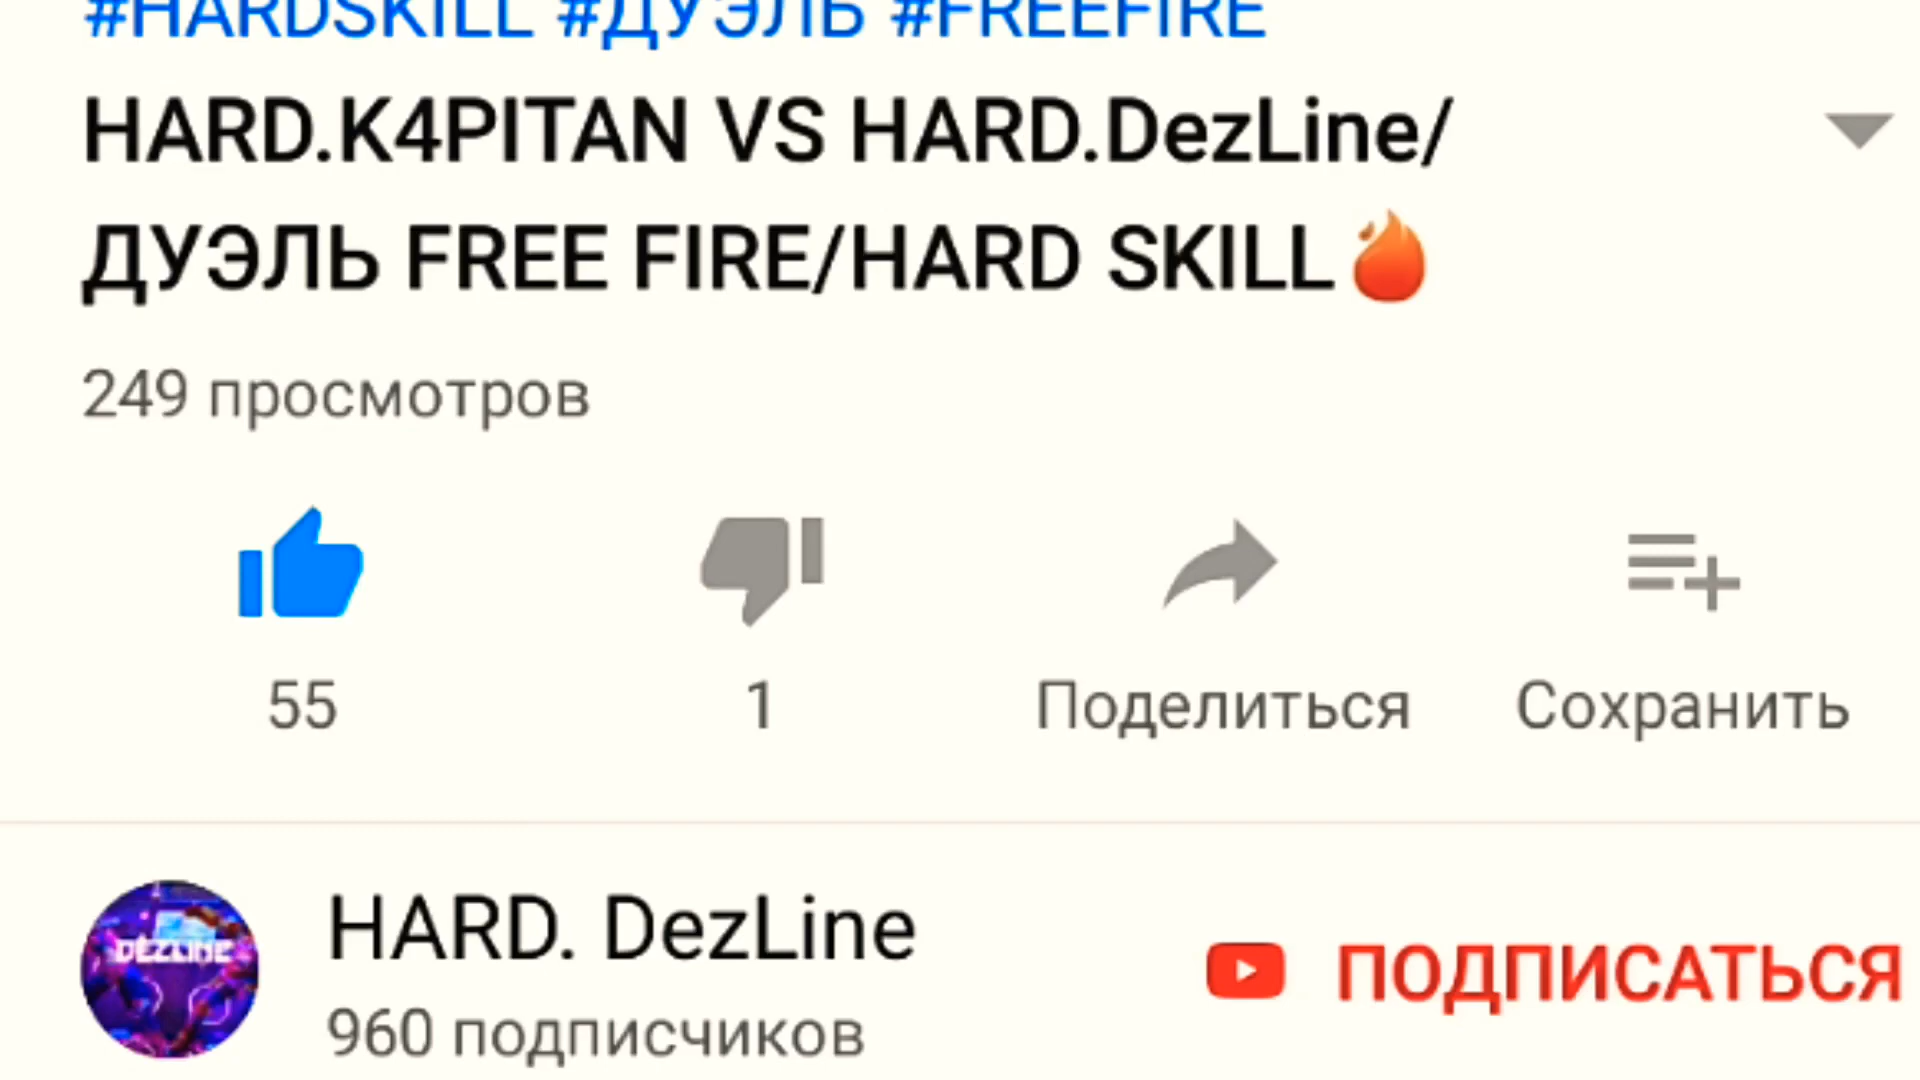 #HARDSKILL #ДУЭЛЬ #FREEFIRE
HARD.K4PITAN VS HARD.DezLine/
ДУЭЛЬ FREE FIRE/HARD SKILL🔥
249 просмотров
55 1 Поделиться Сохранить
DEZLINE
HARD. DezLine
ПОДПИСАТЬСЯ
960 подписчиков